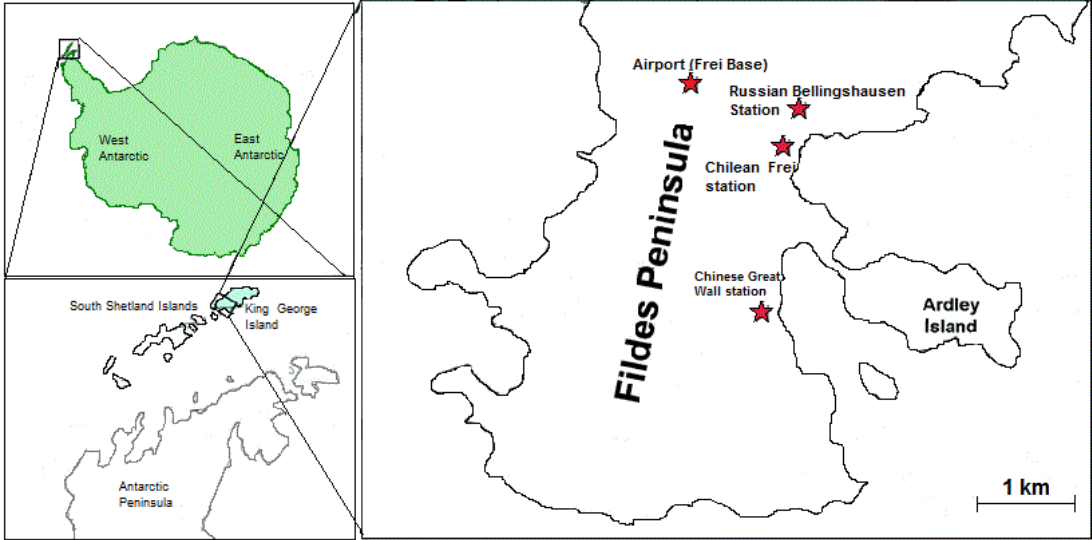 West
Antarctic
East
Antarctic
South Shetland Islands
King George
Island
Antarctic
Peninsula
Airport (Frei Base)
Russian Bellingshausen
Station
Chilean Frei
station
Fildes Peninsula
Chinese Great
Wall station
Ardley
Island
1 km